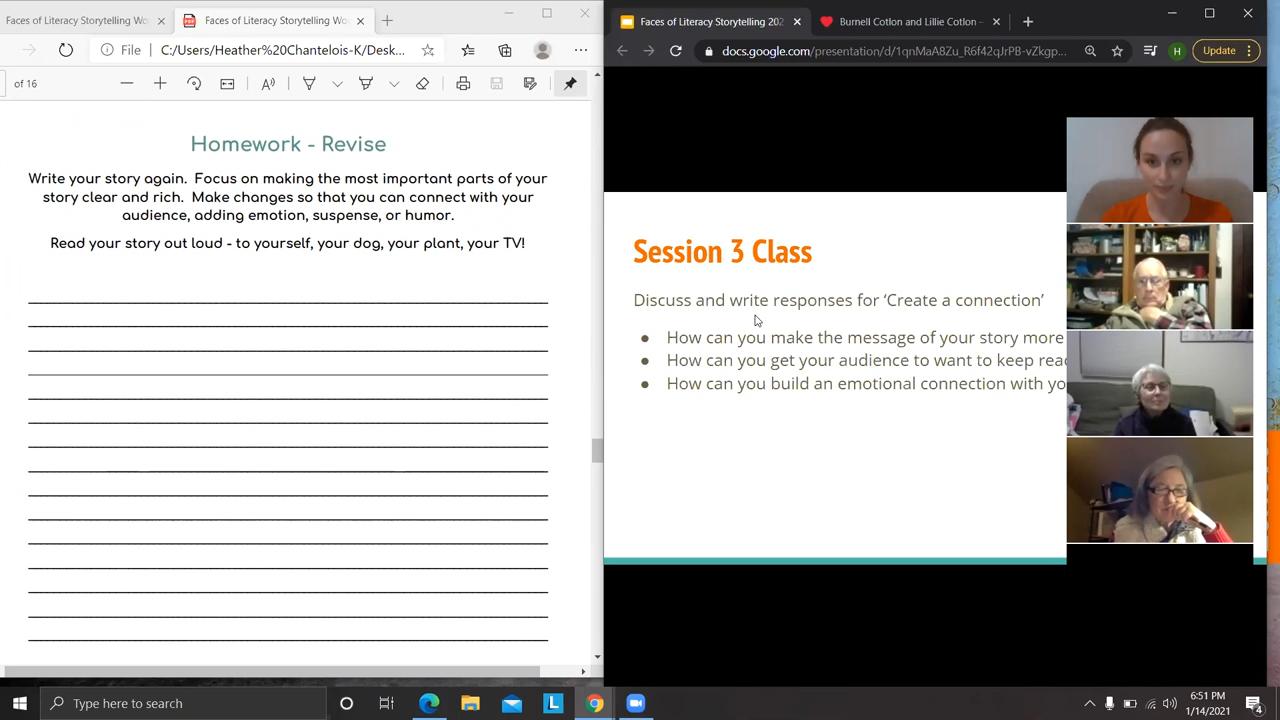 Faces of Literacy Storytelling Wo
Faces of Literacy Storytelling Wo
File
C:/Users/Heather%20Chantelois-K/Desk...
of 16
Homework - Revise
Write your story again. Focus on making the most important parts of your
story clear and rich. Make changes so that you can connect with your
audience, adding emotion, suspense, or humor.
Read your story out loud - to yourself, your dog, your plant, your TV!
Faces of Literacy Storytelling 202
Burnell Cotlon and Lillie Cotlon -
docs.google.com/presentation/d/1qnMaA8Zu_R6f42qJrPB-vZkgp...
H
Update
Session 3 Class
Discuss and write responses for ‘Create a connection’
How can you make the message of your story more
How can you get your audience to want to keep rea
How can you build an emotional connection with yo
Type here to search
L
6:51 PM
1/14/2021
4